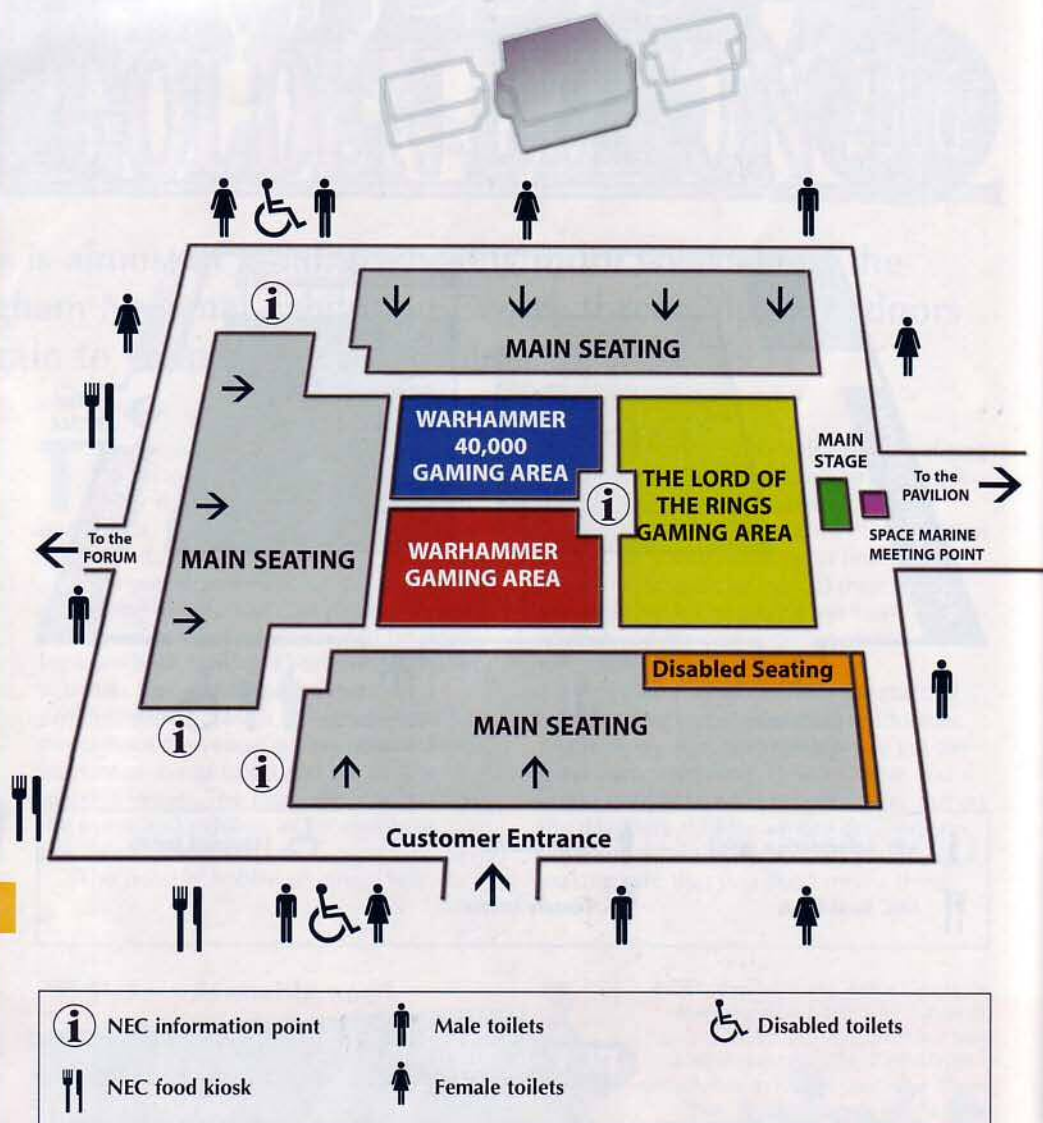 MAIN SEATING
WARHAMMER
40,000
GAMING AREA
THE LORD OF
THE RINGS
GAMING AREA
MAIN
STAGE
To the
PAVILION
SPACE MARINE
MEETING POINT
To the
FORUM
MAIN SEATING
WARHAMMER
GAMING AREA
Disabled Seating
MAIN SEATING
Customer Entrance
NEC information point
Male toilets
Disabled toilets
NEC food kiosk
Female toilets